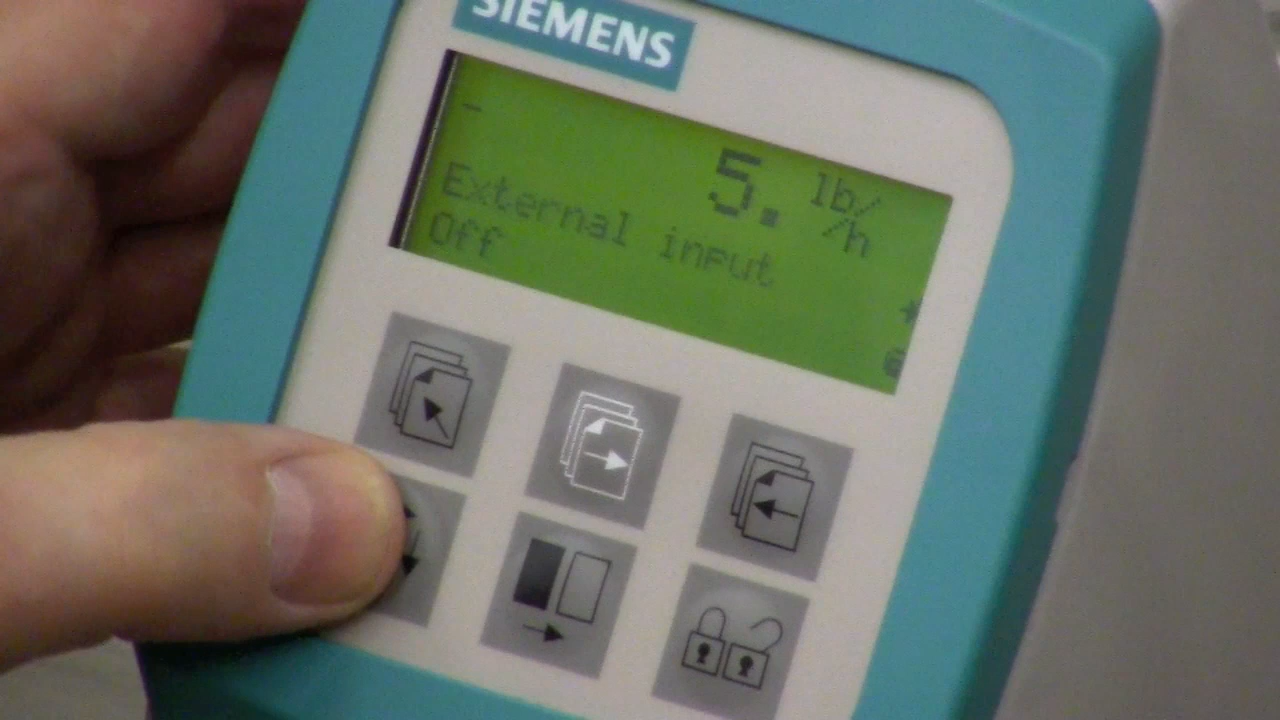 SIEMENS
- 5. lb/
/h
External input
Off